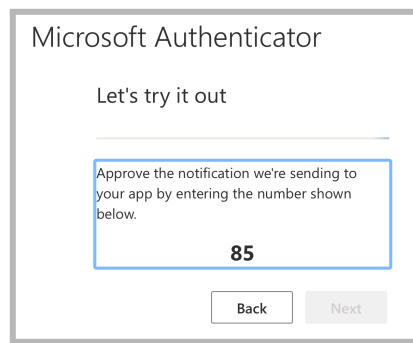 Microsoft Authenticator
Let's try it out
Approve the notification we're sending to
your app by entering the number shown
below.
85
Back
Next